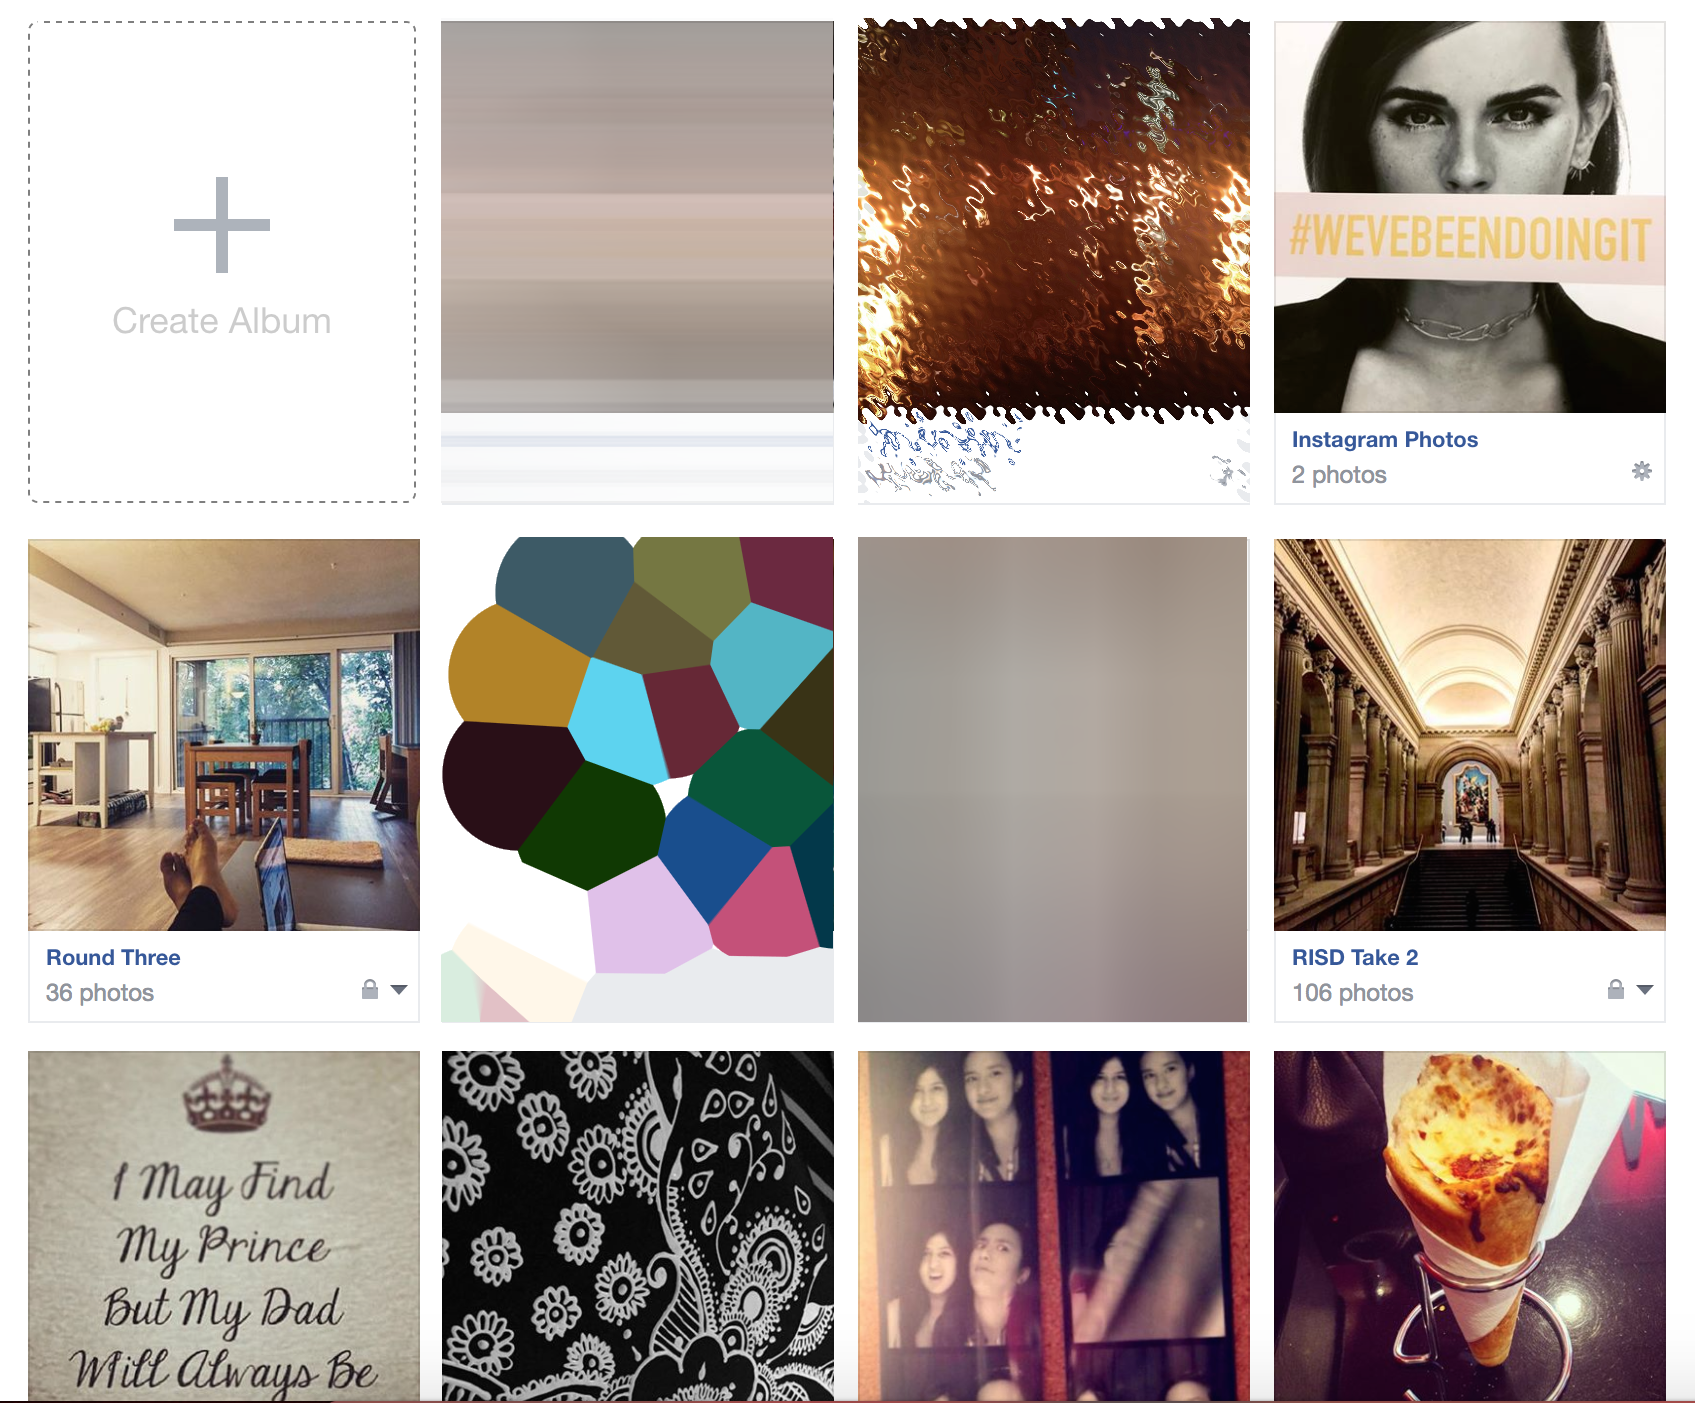 Create Album
#WEVEBEENDOINGIT
Instagram Photos
2 photos
Round Three
36 photos
RISD Take 2
106 photos
I May Find
My Prince
But My Dad
Will Always Be